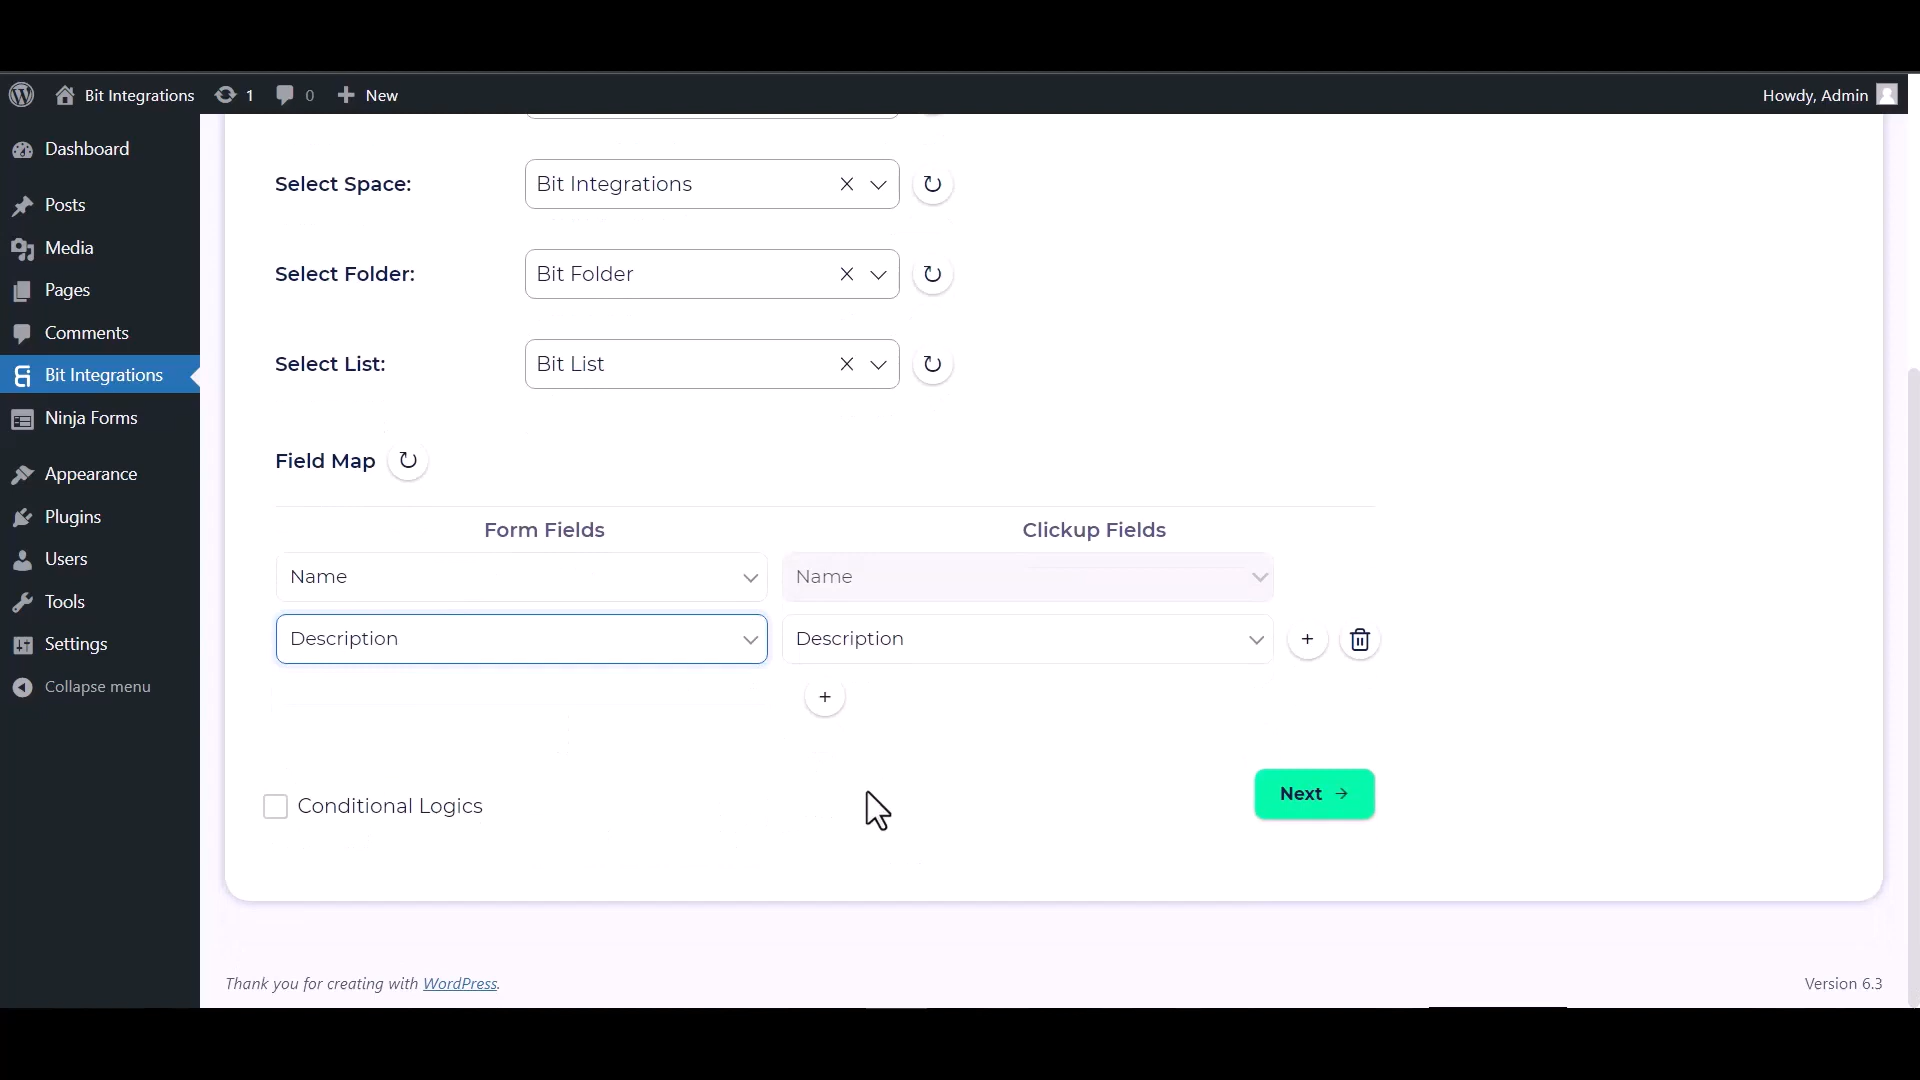 Bit Integrations 1 0 New Howdy, Admin
Dashboard
Posts
Media
Pages
Comments
Bit Integrations
Ninja Forms
Appearance
Plugins
Users
Tools
Settings
Collapse menu
Select Space: Bit Integrations
Select Folder: Bit Folder
Select List: Bit List
Field Map
Form Fields Clickup Fields
Name Name
Description Description
Conditional Logics Next
Thank you for creating with WordPress. Version 6.3